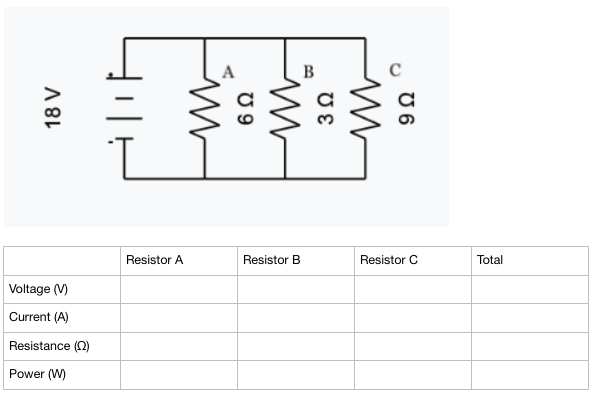 A
B
C
18 V
6 Ω
3 Ω
9 Ω
Resistor A Resistor B Resistor C Total
Voltage (V)
Current (A)
Resistance (Ω)
Power (W)